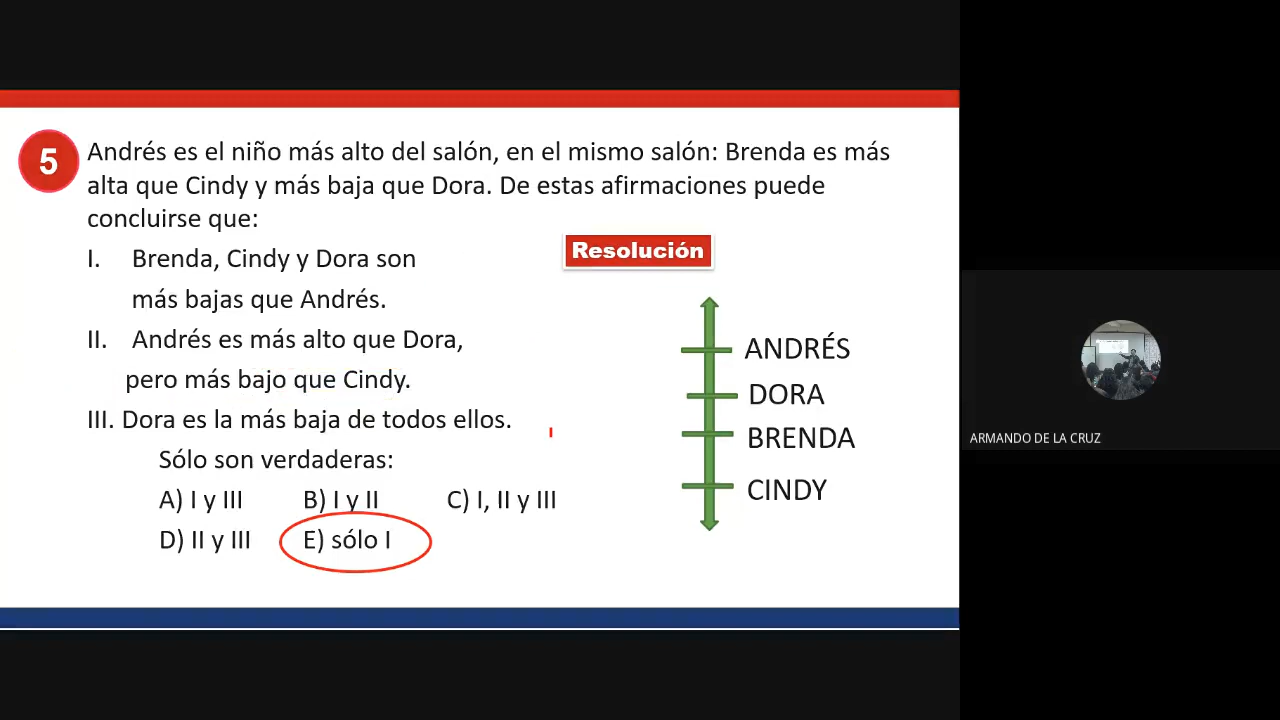 5
Andrés es el niño más alto del salón, en el mismo salón: Brenda es más
alta que Cindy y más baja que Dora. De estas afirmaciones puede
concluirse que:
I. Brenda, Cindy y Dora son
más bajas que Andrés.
II. Andrés es más alto que Dora,
pero más bajo que Cindy.
III. Dora es la más baja de todos ellos.
Sólo son verdaderas:
A) I y III B) I y II C) I, II y III
D) II y III E) sólo I
Resolución
ANDRÉS
DORA
BRENDA
CINDY
ARMANDO DE LA CRUZ